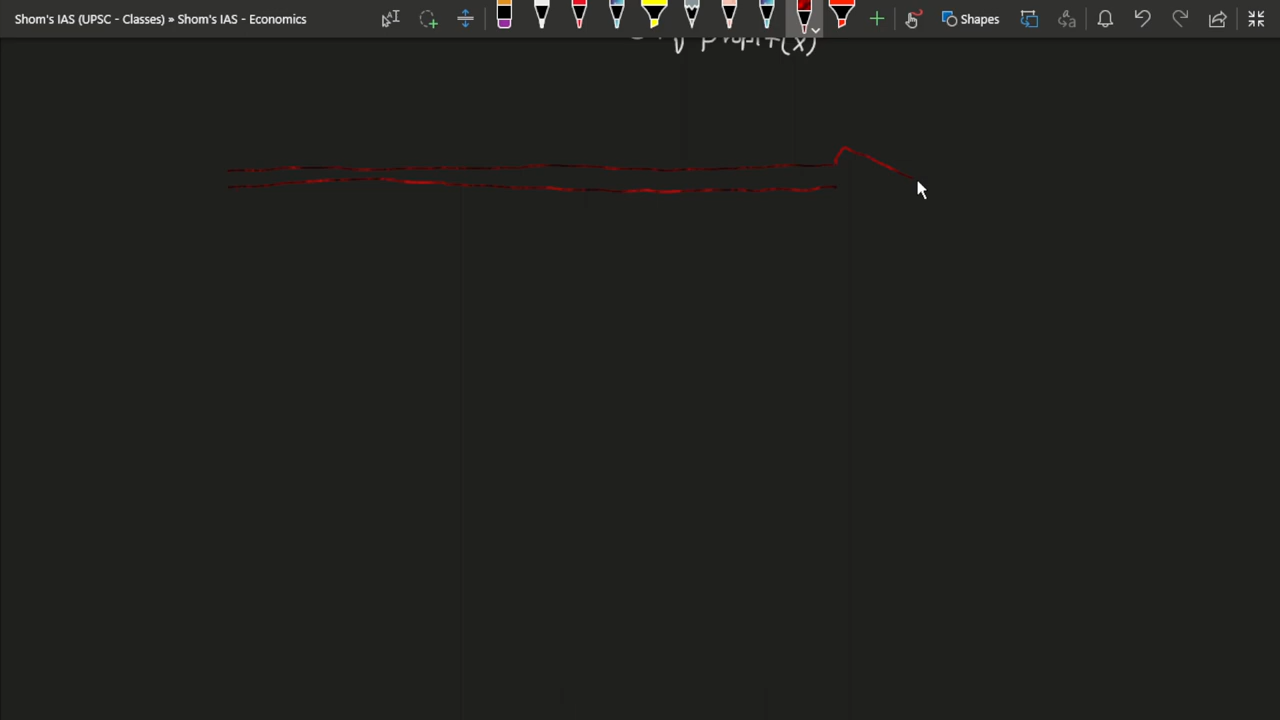 Shom's IAS (UPSC - Classes) » Shom's IAS - Economics
Shapes
profit(x)